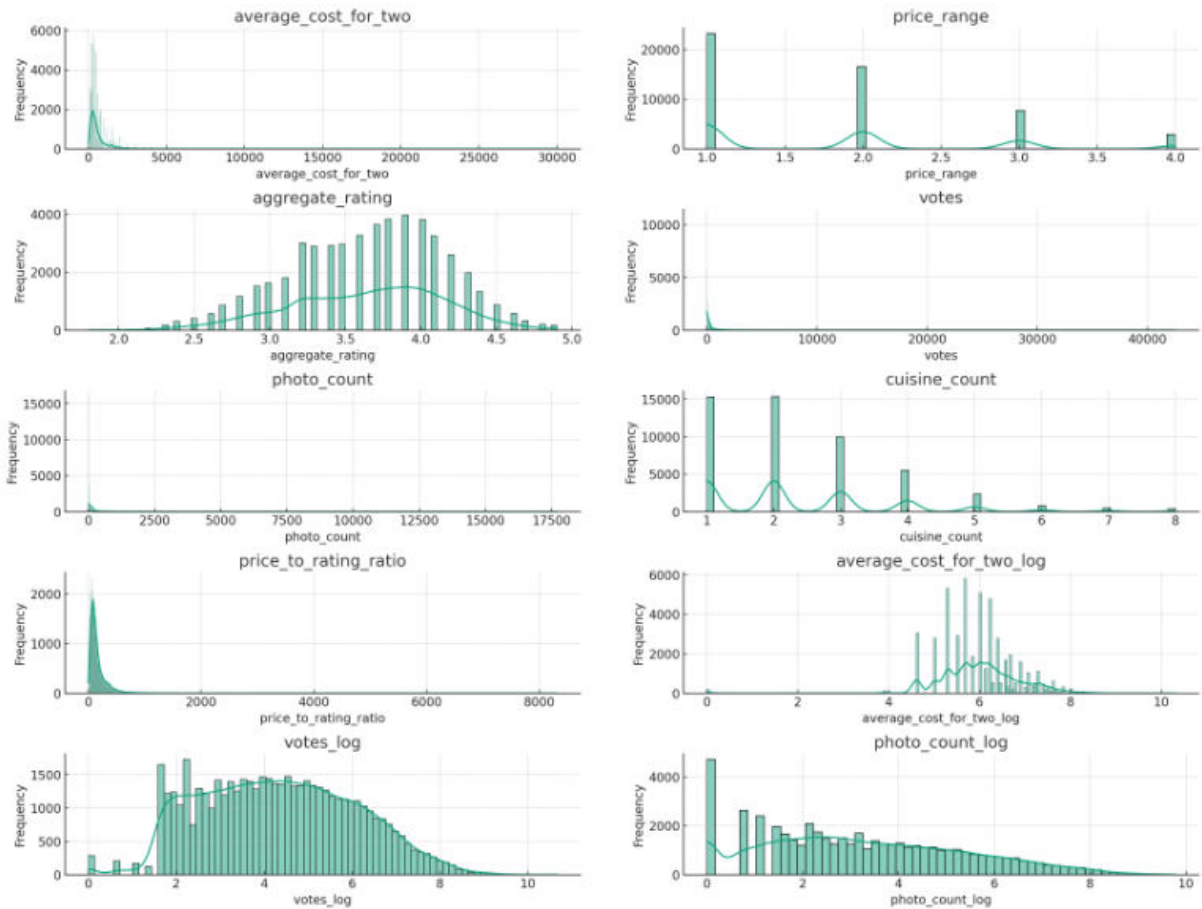 average_cost_for_two
6000
4000
2000
0
Frequency
0 5000 10000 15000 20000 25000 30000
average_cost_for_two
price_range
20000
10000
0
Frequency
1.0 1.5 2.0 2.5 3.0 3.5 4.0
price_range
aggregate_rating
4000
2000
0
Frequency
2.0 2.5 3.0 3.5 4.0 4.5 5.0
aggregate_rating
votes
10000
5000
0
Frequency
0 10000 20000 30000 40000
votes
photo_count
15000
10000
5000
0
Frequency
0 2500 5000 7500 10000 12500 15000 17500
photo_count
cuisine_count
15000
10000
5000
0
Frequency
1 2 3 4 5 6 7 8
cuisine_count
price_to_rating_ratio
2000
1000
0
Frequency
0 2000 4000 6000 8000
price_to_rating_ratio
average_cost_for_two_log
6000
4000
2000
0
Frequency
0 2 4 6 8 10
average_cost_for_two_log
votes_log
1500
1000
500
0
Frequency
0 2 4 6 8 10
votes_log
photo_count_log
4000
2000
0
Frequency
0 2 4 6 8 10
photo_count_log